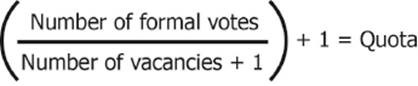 Number of formal votes
Number of vacancies + 1
+ 1 = Quota